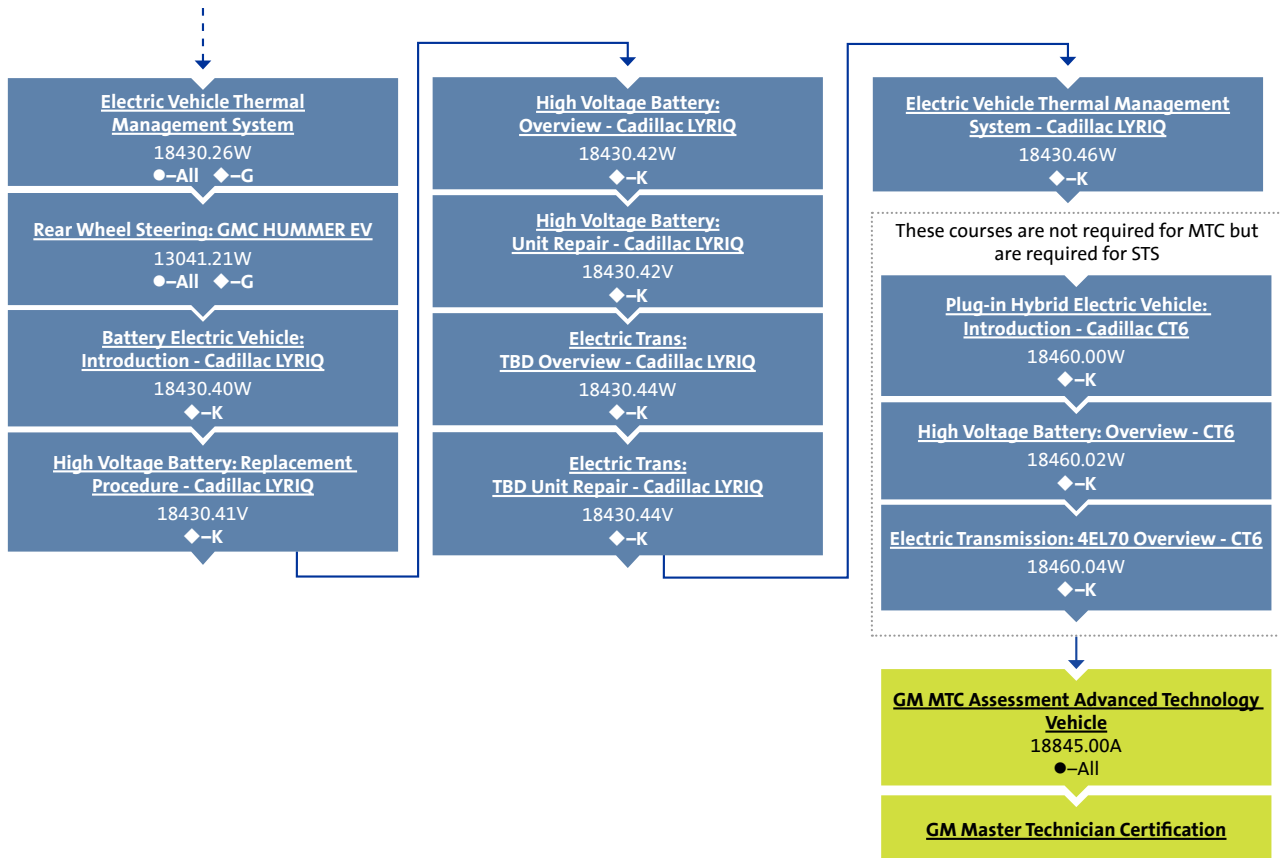 Electric Vehicle Thermal
Management System
18430.26W
●–All ◆–G
Rear Wheel Steering: GMC HUMMER EV
13041.21W
●–All ◆–G
Battery Electric Vehicle:
Introduction - Cadillac LYRIQ
18430.40W
◆–K
High Voltage Battery: Replacement
Procedure - Cadillac LYRIQ
18430.41V
◆–K
High Voltage Battery:
Overview - Cadillac LYRIQ
18430.42W
◆–K
High Voltage Battery:
Unit Repair - Cadillac LYRIQ
18430.42V
◆–K
Electric Trans:
TBD Overview - Cadillac LYRIQ
18430.44W
◆–K
Electric Trans:
TBD Unit Repair - Cadillac LYRIQ
18430.44V
◆–K
Electric Vehicle Thermal Management
System - Cadillac LYRIQ
18430.46W
◆–K
These courses are not required for MTC but
are required for STS
Plug-in Hybrid Electric Vehicle:
Introduction - Cadillac CT6
18460.00W
◆–K
High Voltage Battery: Overview - CT6
18460.02W
◆–K
Electric Transmission: 4EL70 Overview - CT6
18460.04W
◆–K
GM MTC Assessment Advanced Technology
Vehicle
18845.00A
●–All
GM Master Technician Certification